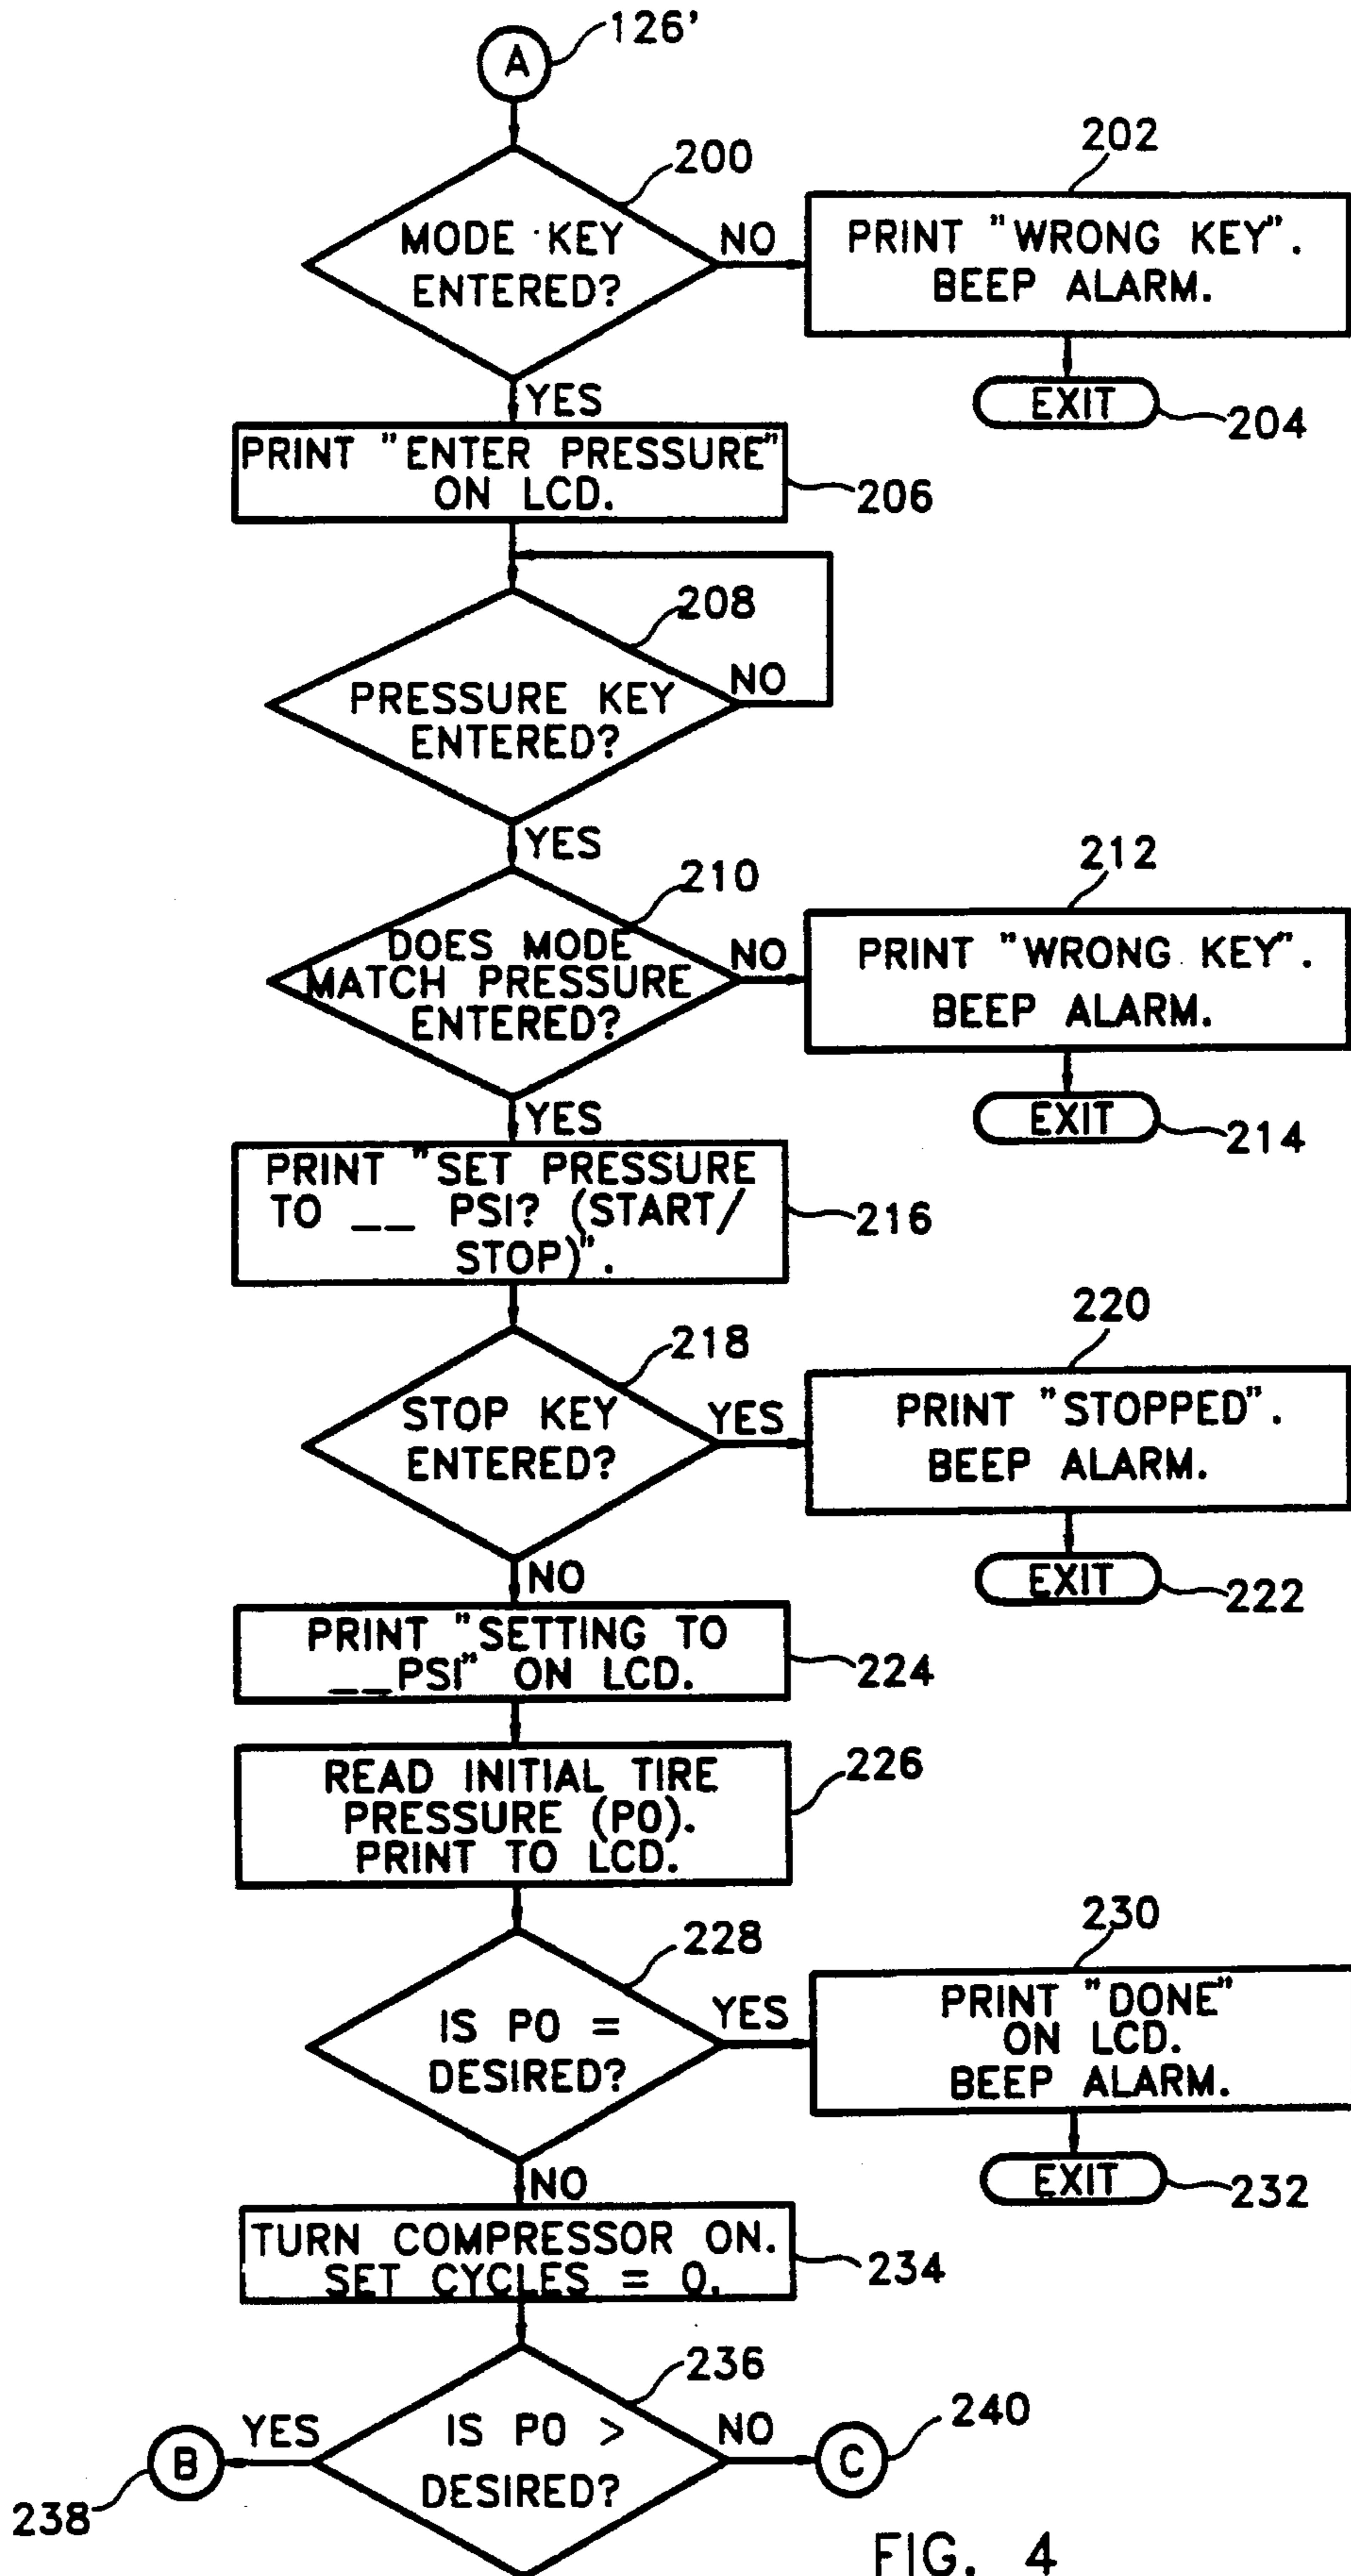 A
126'
200
MODE KEY
ENTERED?
NO
202
PRINT "WRONG KEY".
BEEP ALARM.
EXIT
204
YES
PRINT "ENTER PRESSURE"
ON LCD.
206
208
PRESSURE KEY
ENTERED?
NO
YES
210
DOES MODE
MATCH PRESSURE
ENTERED?
NO
212
PRINT "WRONG KEY".
BEEP ALARM.
EXIT
214
YES
PRINT "SET PRESSURE
TO __ PSI? (START/
STOP)".
216
218
STOP KEY
ENTERED?
YES
220
PRINT "STOPPED".
BEEP ALARM.
EXIT
222
NO
PRINT "SETTING TO
__PSI" ON LCD.
224
READ INITIAL TIRE
PRESSURE (PO).
PRINT TO LCD.
226
228
IS PO =
DESIRED?
YES
230
PRINT "DONE"
ON LCD.
BEEP ALARM.
EXIT
232
NO
TURN COMPRESSOR ON.
SET CYCLES = 0.
234
236
IS PO >
DESIRED?
YES
B
238
NO
C
240
FIG. 4